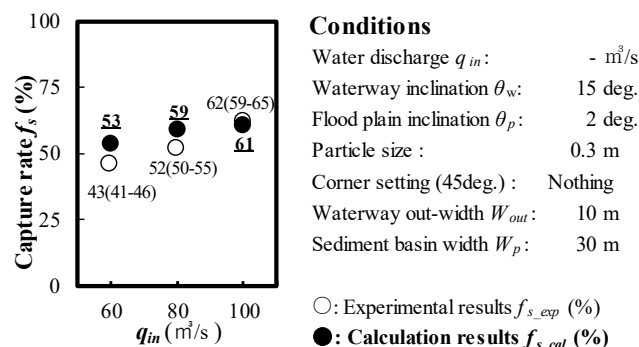 Capture rate f_s (%)
100
75
50
25
0
53
43(41-46)
59
52(50-55)
62(59-65)
61
60
80
100
q_in (m³/s)
Conditions
Water discharge q_in: - m³/s
Waterway inclination θ_w: 15 deg.
Flood plain inclination θ_p: 2 deg.
Particle size : 0.3 m
Corner setting (45deg.) : Nothing
Waterway out-width W_out: 10 m
Sediment basin width W_p: 30 m
○: Experimental results f_s_exp (%)
●: Calculation results f_s_cal (%)